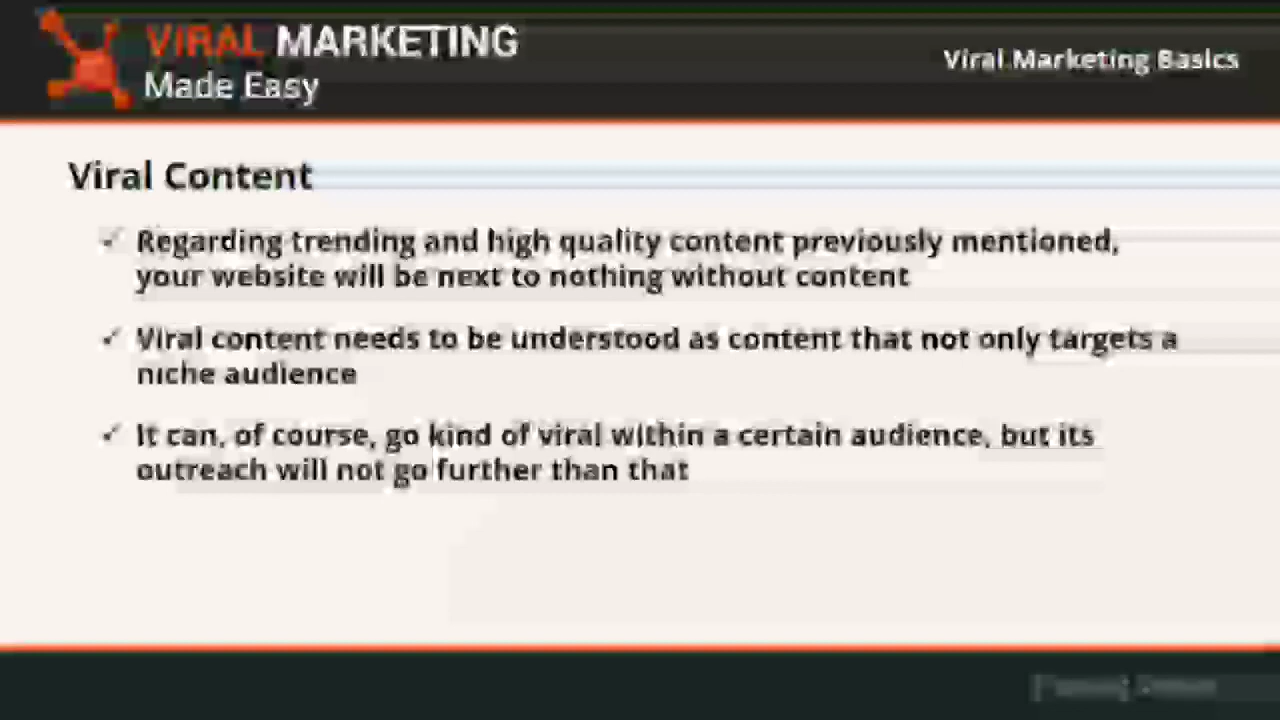 VIRAL MARKETING
Made Easy
Viral Marketing Basics
Viral Content
✓ Regarding trending and high quality content previously mentioned,
your website will be next to nothing without content
✓ Viral content needs to be understood as content that not only targets a
niche audience
✓ It can, of course, go kind of viral within a certain audience, but its
outreach will not go further than that